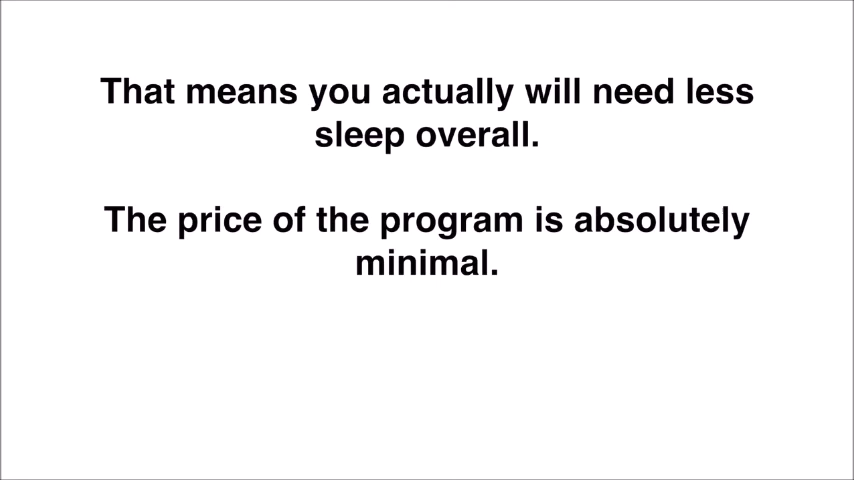 That means you actually will need less
sleep overall.
The price of the program is absolutely
minimal.